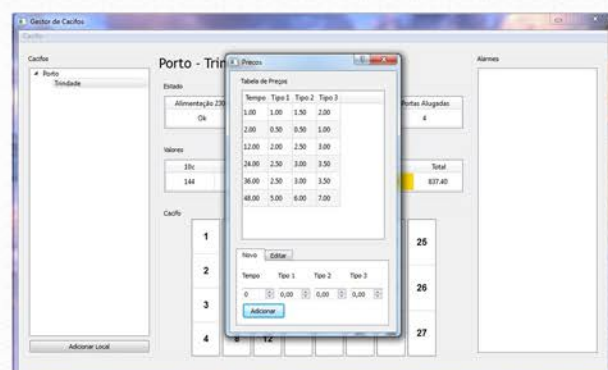 Gestor de Cacifos
Cacifo
Cacifos
Porto
Trindade
Adicionar Local
Porto - Trin
Estado
Alimentação 230
Ok
Portas Alugadas
4
Valores
10c
144
Total
837.40
Cacifo
1
2
3
4
8
12
25
26
27
Alarmes
Precos
Tabela de Preços
Tempo Tipo 1 Tipo 2 Tipo 3
1.00 1.00 1.50 2.00
2.00 0.50 0.50 1.00
12.00 2.00 2.50 3.00
24.00 2.50 3.00 3.50
36.00 2.50 3.00 3.50
48.00 5.00 6.00 7.00
Novo Editar
Tempo Tipo 1 Tipo 2 Tipo 3
0 0,00 0,00 0,00
Adicionar